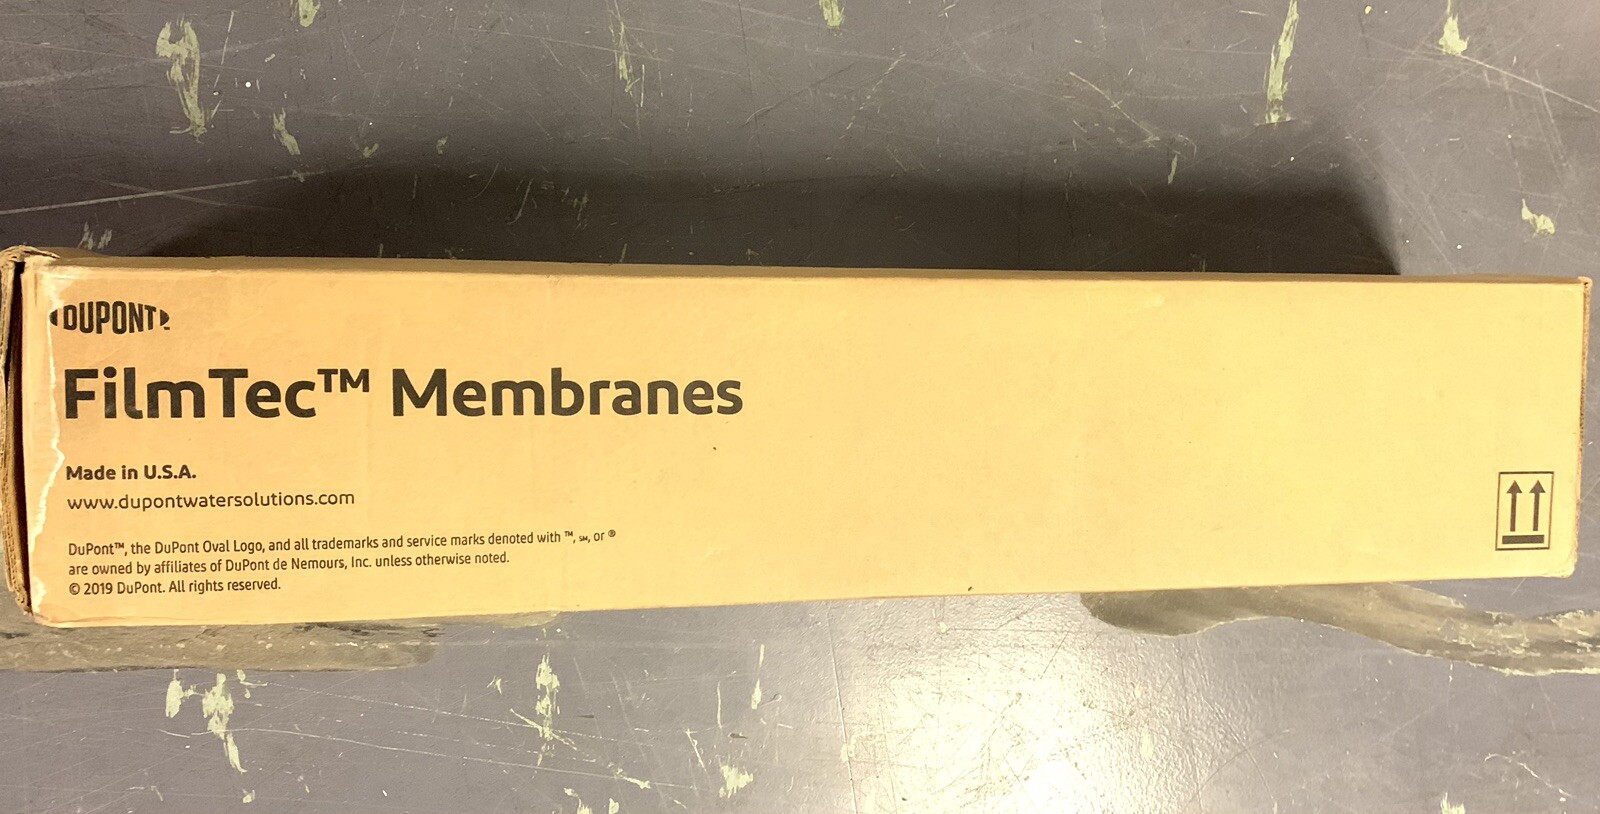 DUPONT™
FilmTec™ Membranes
Made in U.S.A.
www.dupontwatersolutions.com
DuPont™, the DuPont Oval Logo, and all trademarks and service marks denoted with ™, ℠, or ®
are owned by affiliates of DuPont de Nemours, Inc. unless otherwise noted.
© 2019 DuPont. All rights reserved.